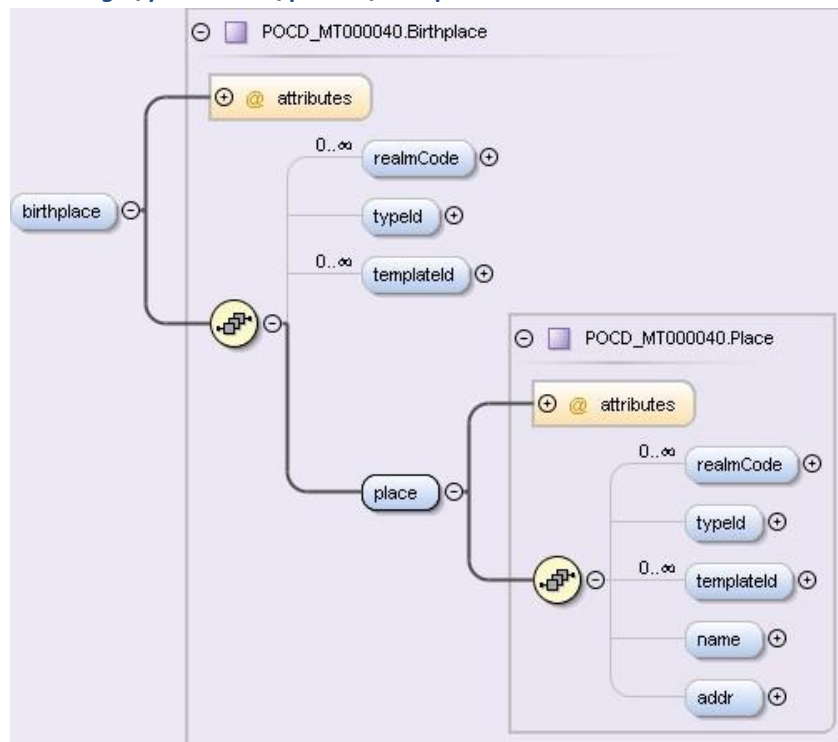 POCD_MT000040.Birthplace
@ attributes
0..∞
realmCode
birthplace
typeId
0..∞
templateId
POCD_MT000040.Place
@ attributes
0..∞
realmCode
place
typeId
0..∞
templateId
name
addr